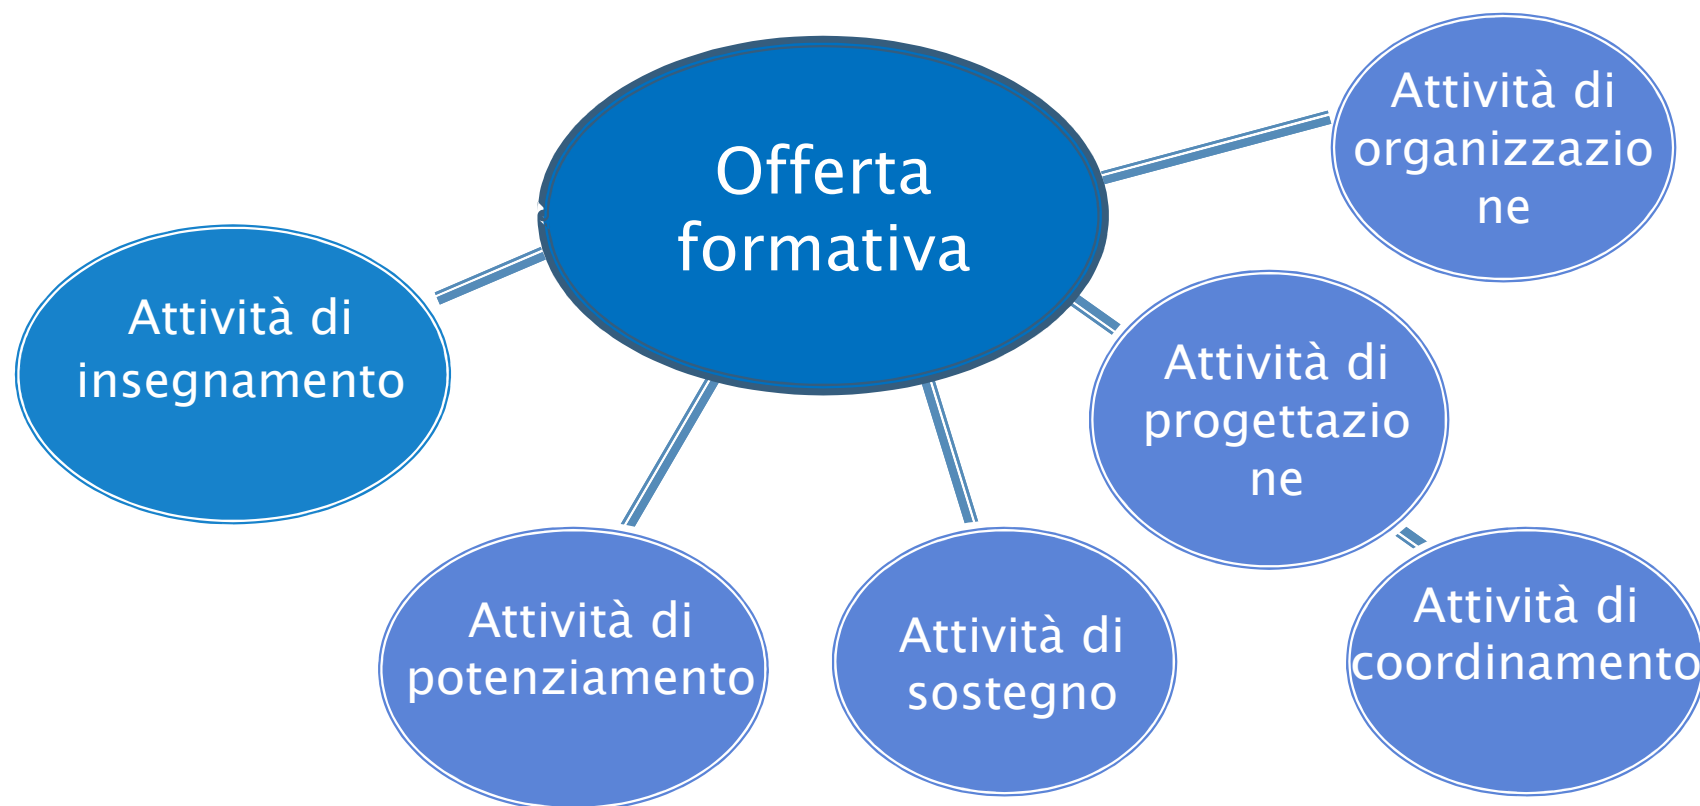 Offerta
formativa
Attività di
organizzazio
ne
Attività di
insegnamento
Attività di
progettazio
ne
Attività di
potenziamento
Attività di
sostegno
Attività di
coordinamento